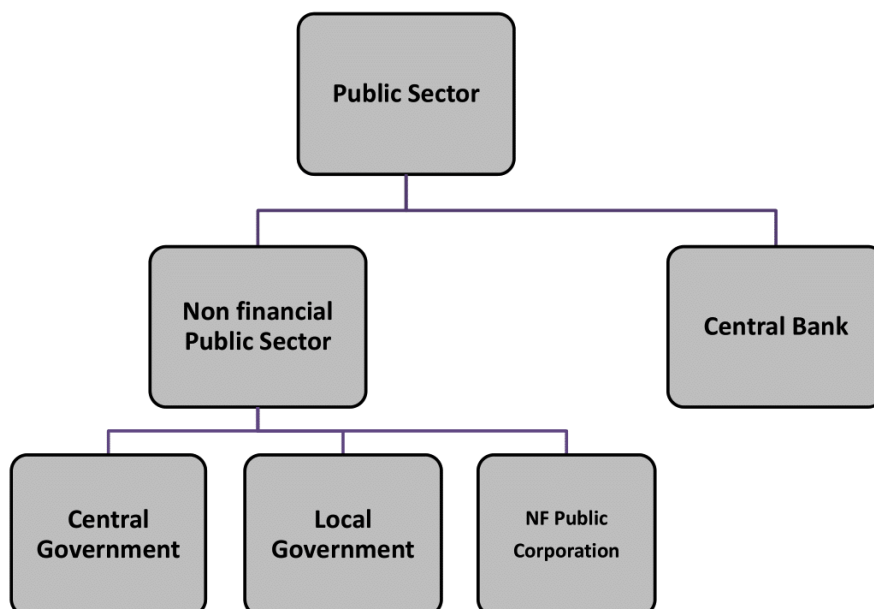 Public Sector
Non financial
Public Sector
Central Bank
Central
Government
Local
Government
NF Public
Corporation